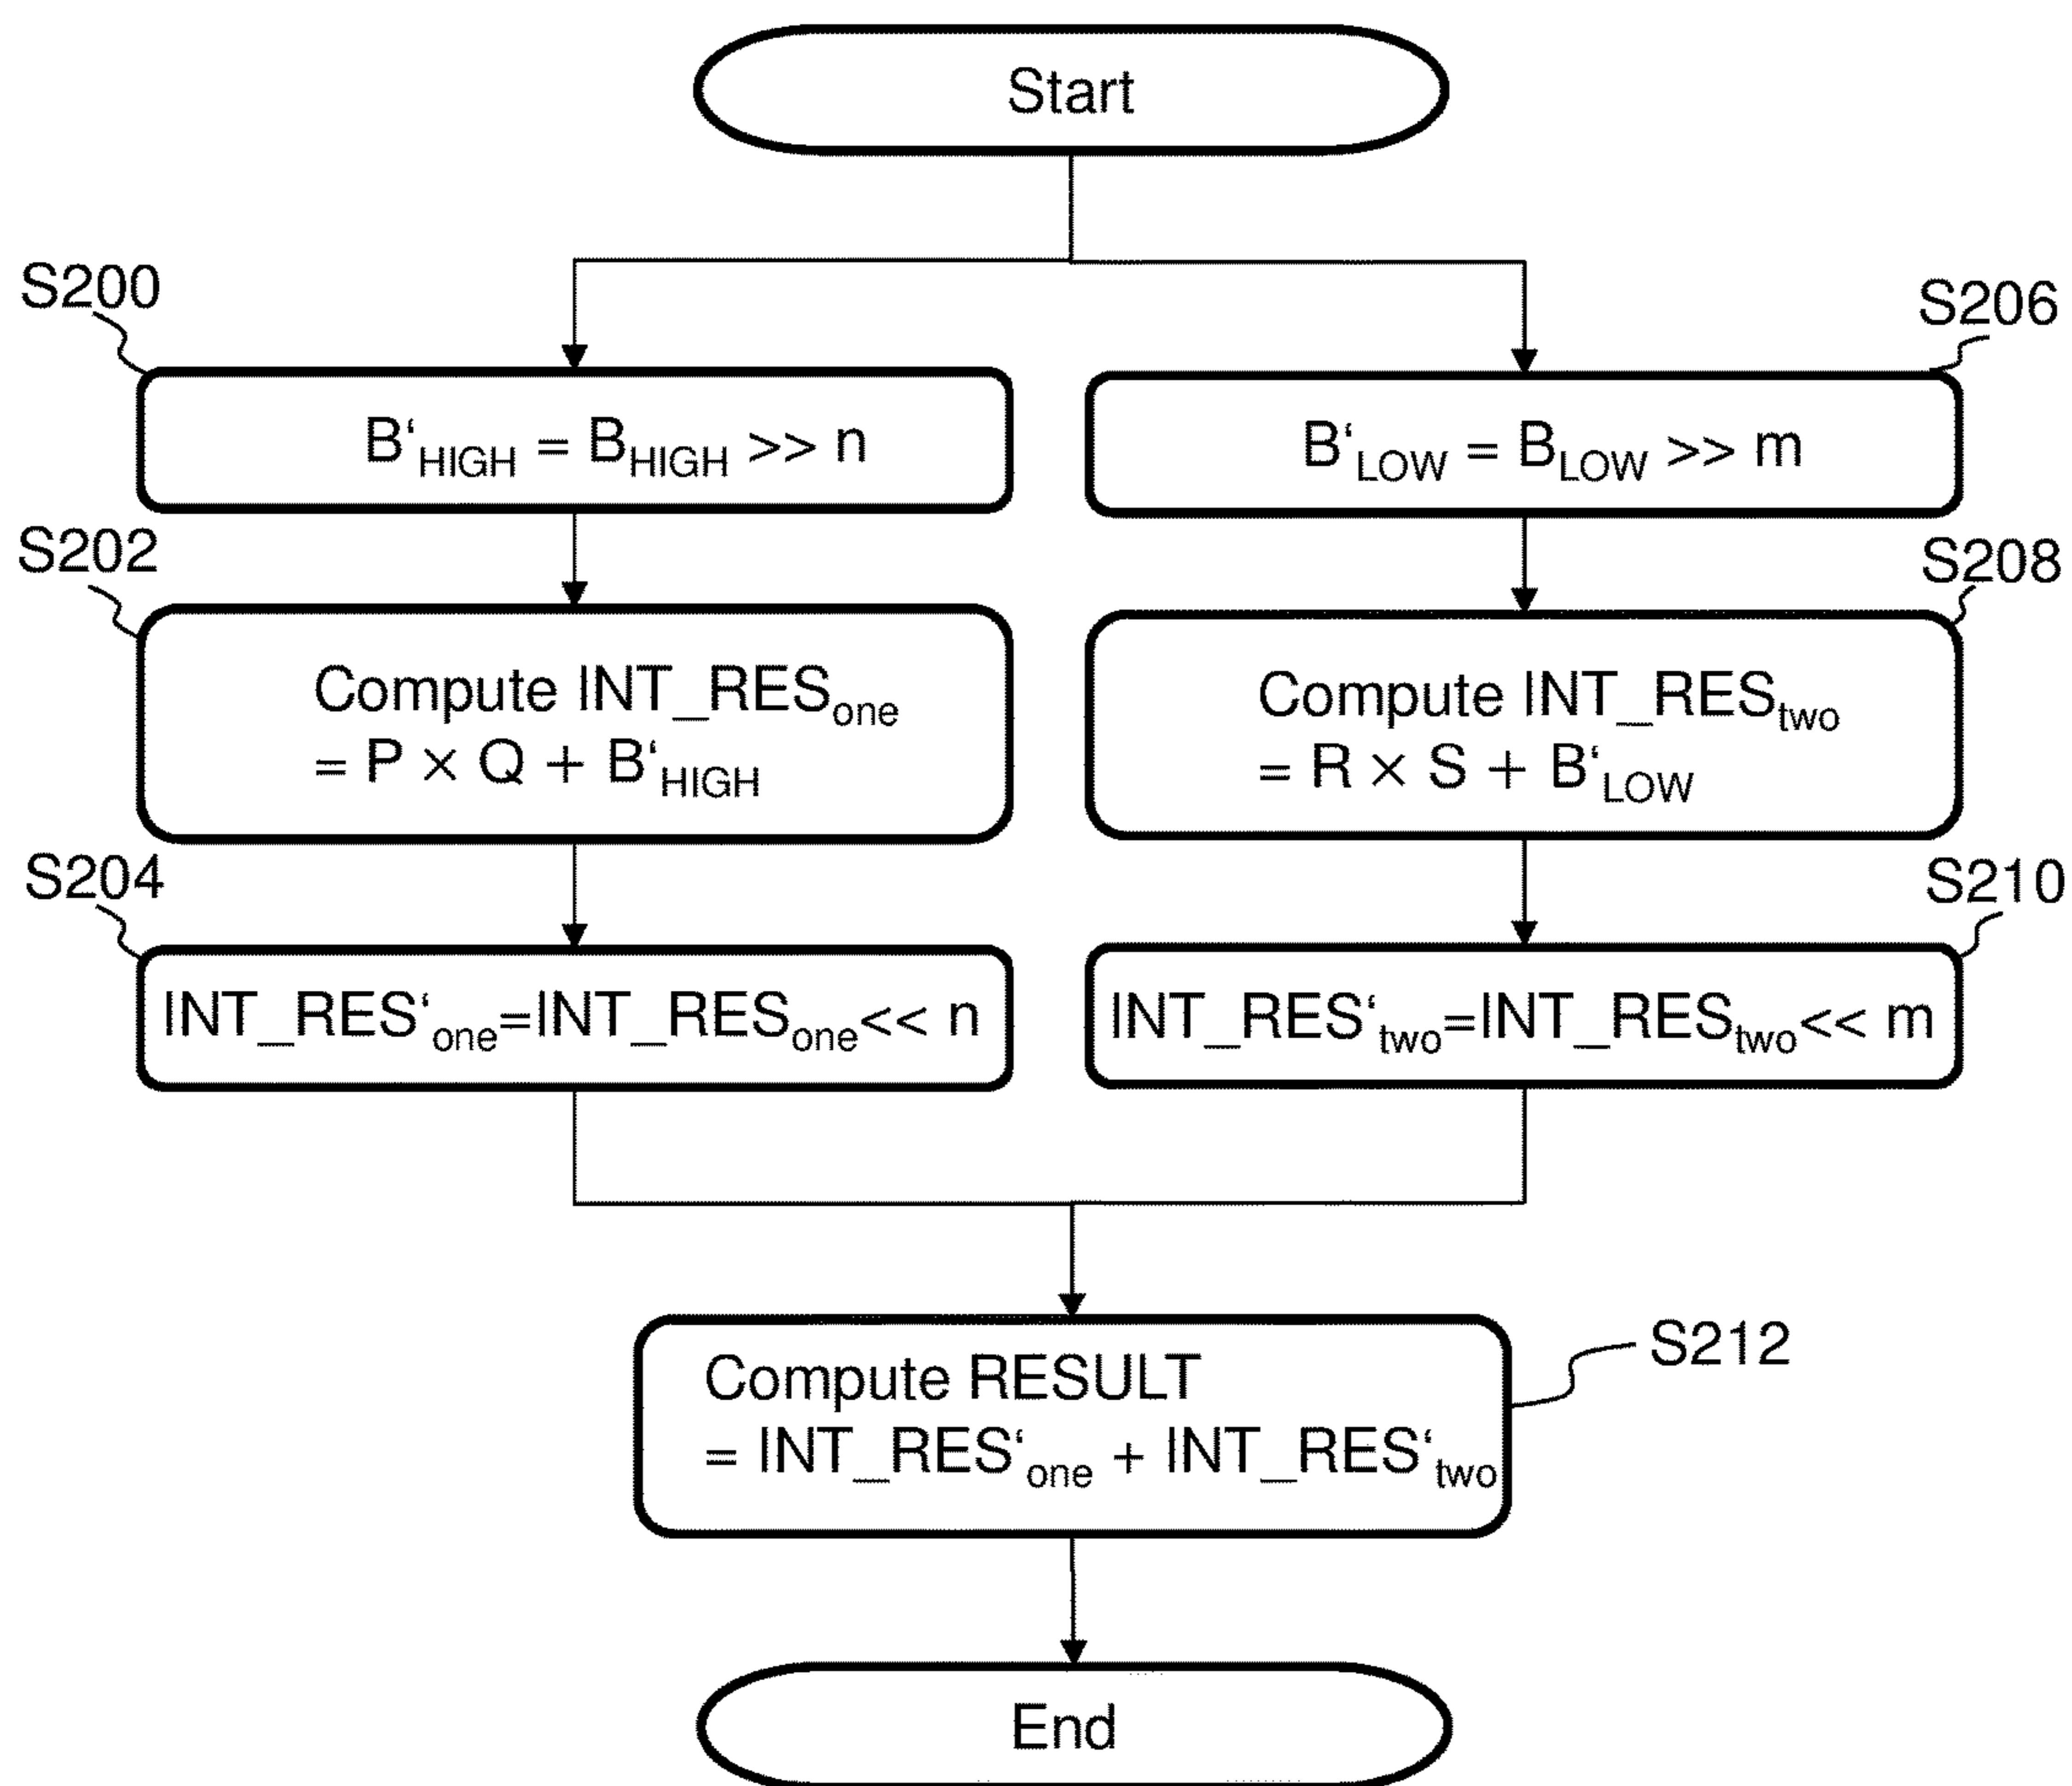 Start
S200
B‘HIGH = BHIGH >> n
S202
Compute INT_RESone
= P × Q + B‘HIGH
S204
INT_RES‘one=INT_RESone<< n
S206
B‘LOW = BLOW >> m
S208
Compute INT_REStwo
= R × S + B‘LOW
S210
INT_RES‘two=INT_REStwo<< m
S212
Compute RESULT
= INT_RES‘one + INT_RES‘two
End